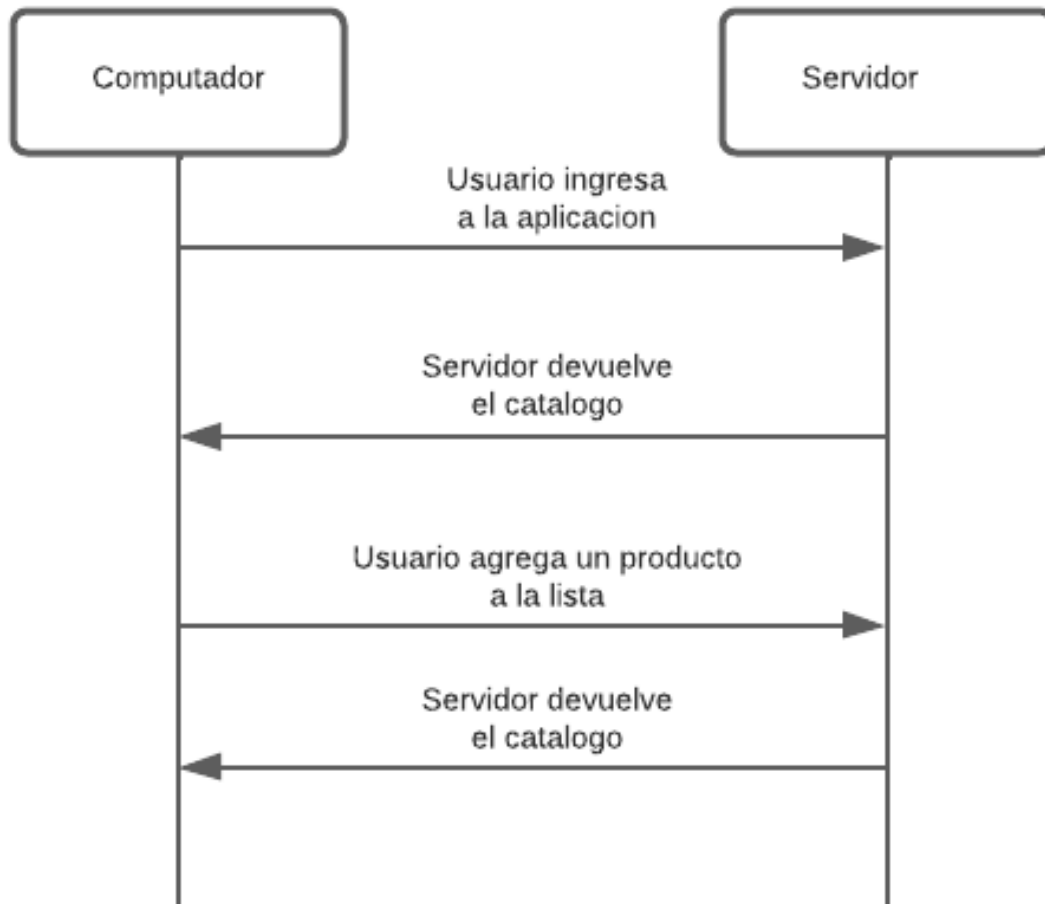 Computador
Servidor
Usuario ingresa
a la aplicacion
Servidor devuelve
el catalogo
Usuario agrega un producto
a la lista
Servidor devuelve
el catalogo